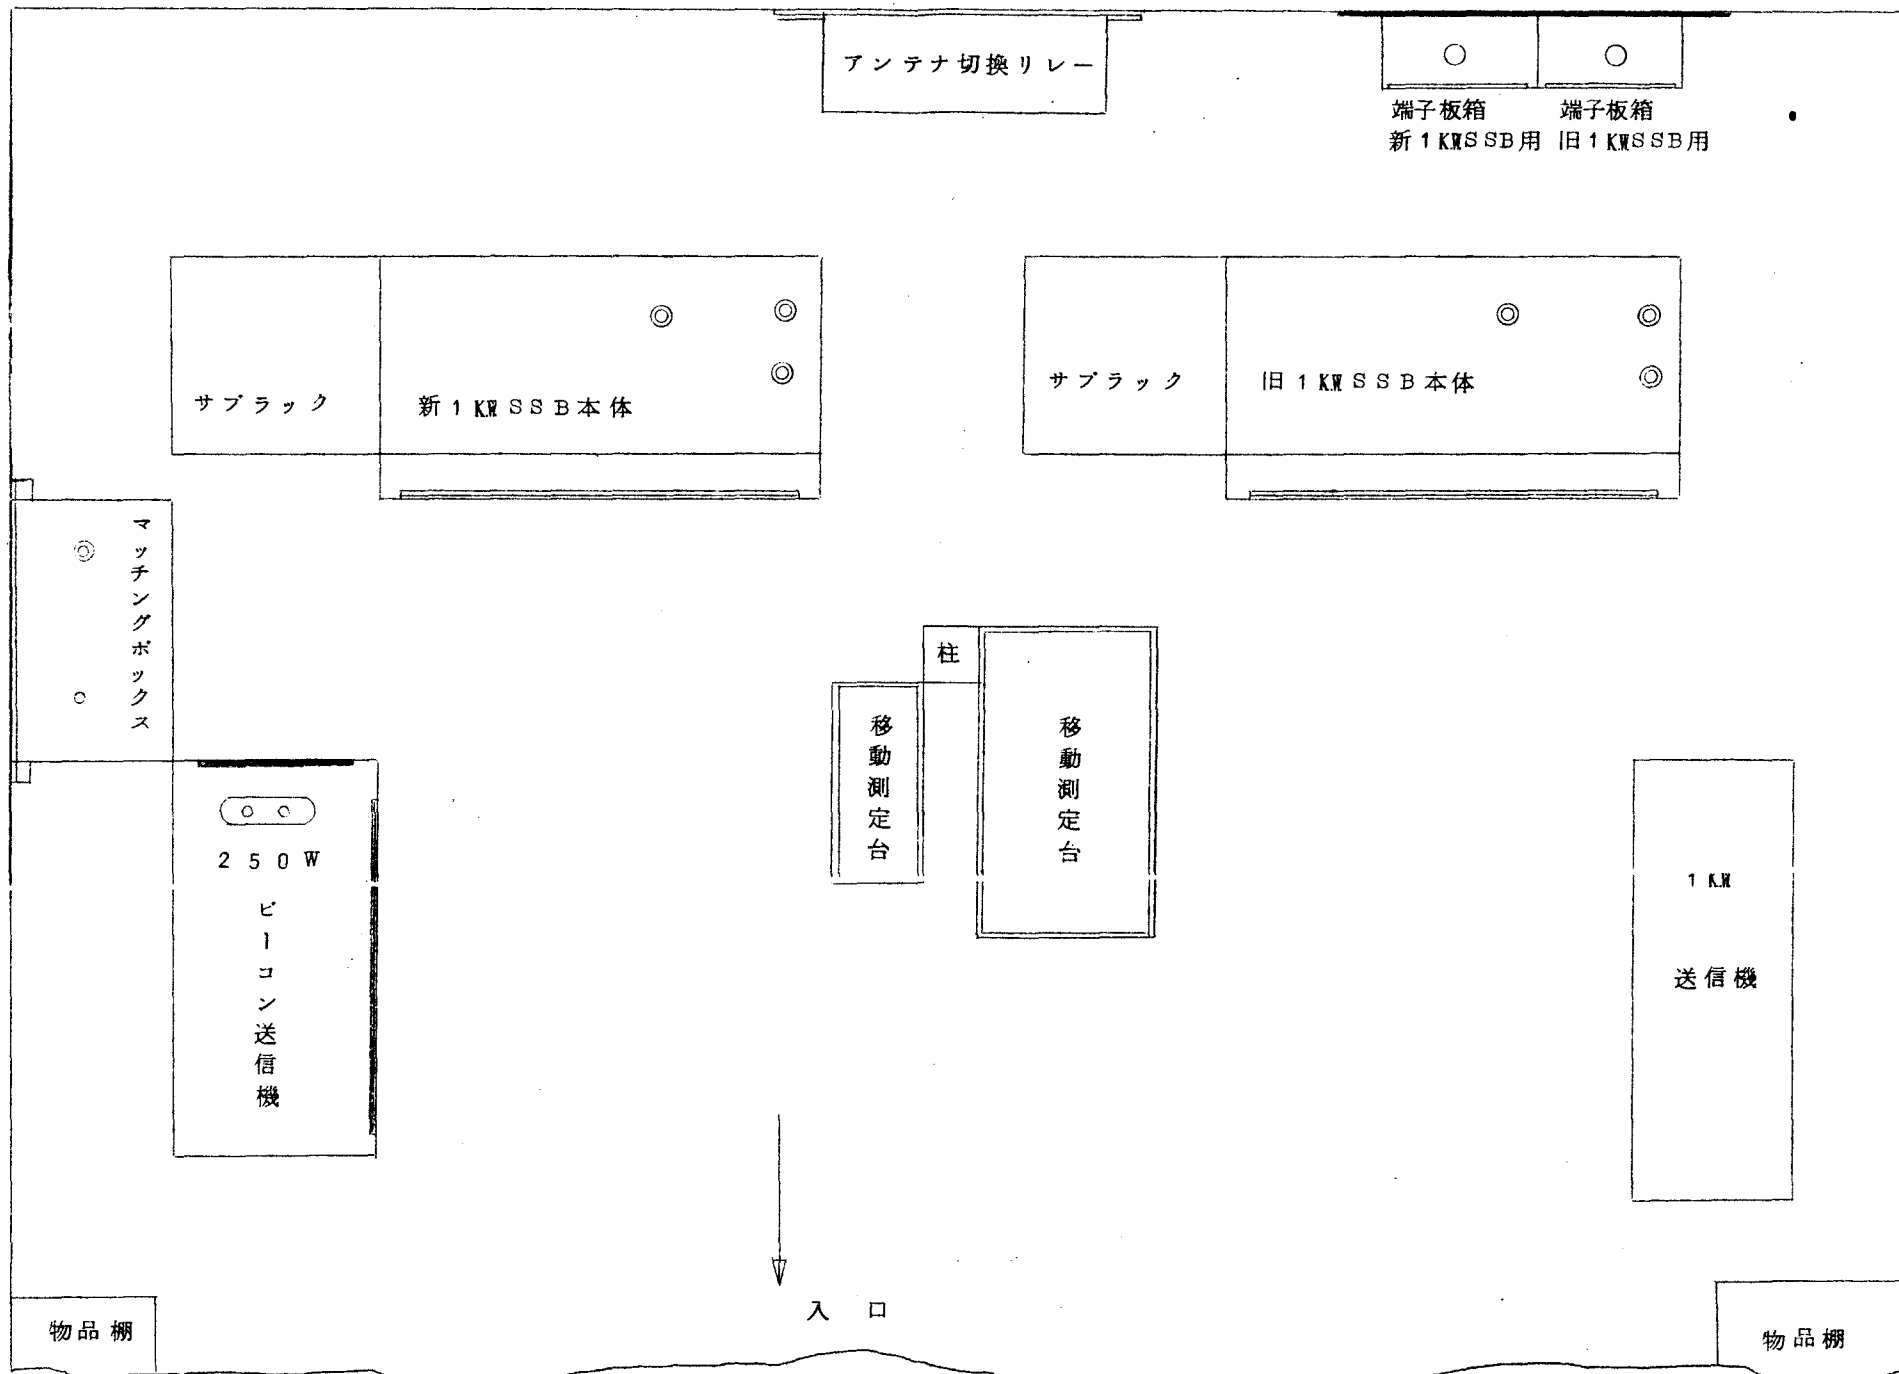 アンテナ切換リレー
端子板箱
新1KWSSB用
端子板箱
旧1KWSSB用
サブラック
新1KWSSB本体
サブラック
旧1KWSSB本体
マッチングボックス
柱
移動測定台
移動測定台
250W
ビーコン送信機
1KW
送信機
入口
物品棚
物品棚